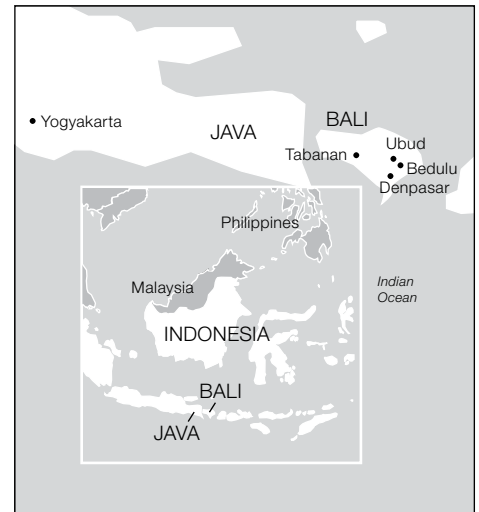 Yogyakarta
JAVA
BALI
Tabanan
Ubud
Bedulu
Denpasar
Philippines
Malaysia
Indian
Ocean
INDONESIA
BALI
JAVA